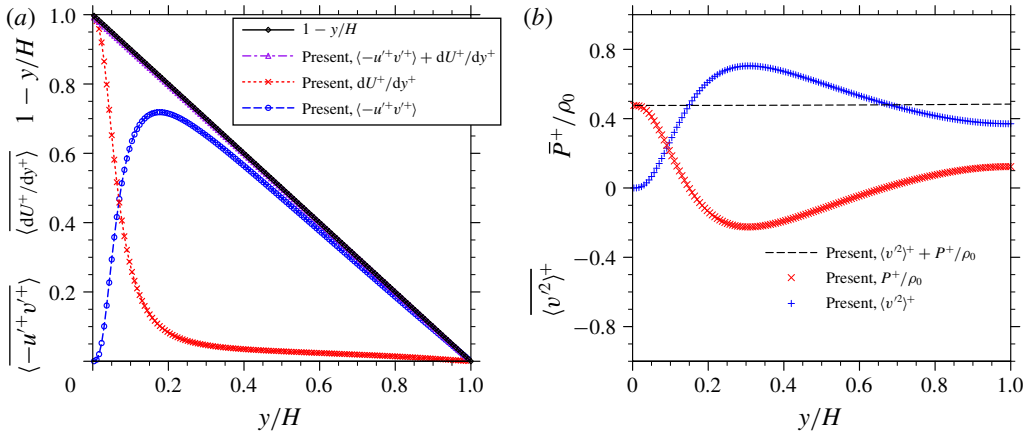 (a)
1 − y/H
⟨dU⁺/dy⁺⟩
⟨−u′⁺v′⁺⟩
1.0
0.8
0.6
0.4
0.2
0
0.2
0.4
0.6
0.8
1.0
y/H
1 − y/H
Present, ⟨−u′⁺v′⁺⟩ + dU⁺/dy⁺
Present, dU⁺/dy⁺
Present, ⟨−u′⁺v′⁺⟩
(b)
P̄⁺/ρ₀
⟨v′²⟩⁺
0.8
0.4
0
−0.4
−0.8
0
0.2
0.4
0.6
0.8
1.0
y/H
Present, ⟨v′²⟩⁺ + P⁺/ρ₀
Present, P⁺/ρ₀
Present, ⟨v′²⟩⁺